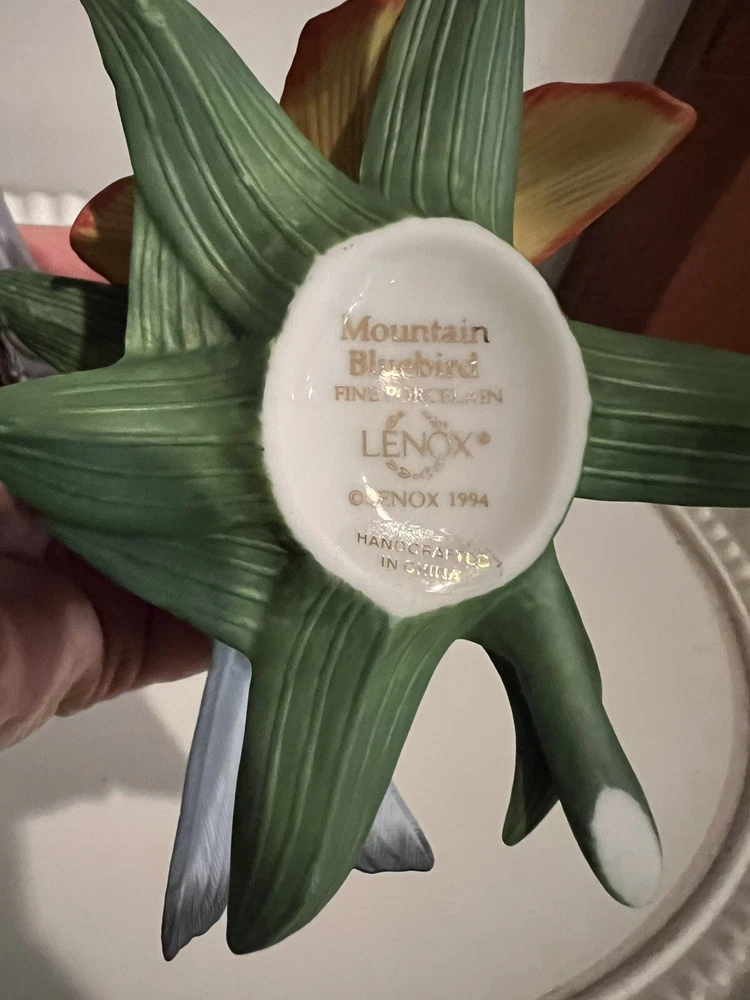 Mountain
Bluebird
FINE PORCELAIN
LENOX®
©LENOX 1994
HANDCRAFTED
IN CHINA